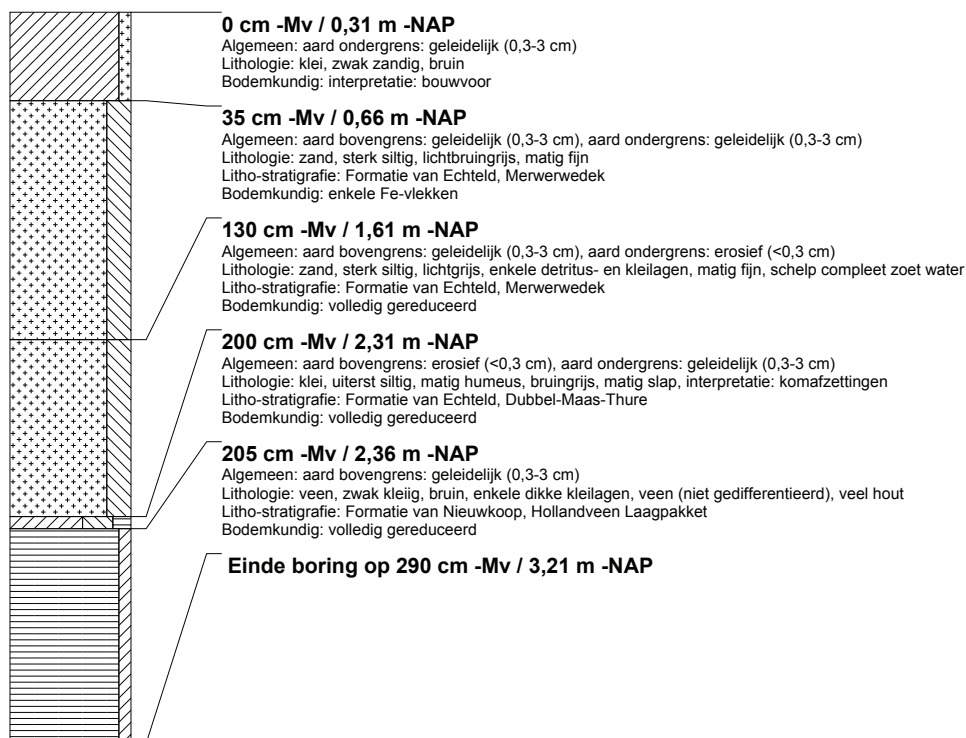 0 cm -Mv / 0,31 m -NAP
Algemeen: aard ondergrens: geleidelijk (0,3-3 cm)
Lithologie: klei, zwak zandig, bruin
Bodemkundig: interpretatie: bouwvoor
35 cm -Mv / 0,66 m -NAP
Algemeen: aard bovengrens: geleidelijk (0,3-3 cm), aard ondergrens: geleidelijk (0,3-3 cm)
Lithologie: zand, sterk siltig, lichtbruingrijs, matig fijn
Litho-stratigrafie: Formatie van Echteld, Merwerwedek
Bodemkundig: enkele Fe-vlekken
130 cm -Mv / 1,61 m -NAP
Algemeen: aard bovengrens: geleidelijk (0,3-3 cm), aard ondergrens: erosief (<0,3 cm)
Lithologie: zand, sterk siltig, lichtgrijs, enkele detritus- en kleilagen, matig fijn, schelp compleet zoet water
Litho-stratigrafie: Formatie van Echteld, Merwerwedek
Bodemkundig: volledig gereduceerd
200 cm -Mv / 2,31 m -NAP
Algemeen: aard bovengrens: erosief (<0,3 cm), aard ondergrens: geleidelijk (0,3-3 cm)
Lithologie: klei, uiterst siltig, matig humeus, bruingrijs, matig slap, interpretatie: komafzettingen
Litho-stratigrafie: Formatie van Echteld, Dubbel-Maas-Thure
Bodemkundig: volledig gereduceerd
205 cm -Mv / 2,36 m -NAP
Algemeen: aard bovengrens: geleidelijk (0,3-3 cm)
Lithologie: veen, zwak kleiig, bruin, enkele dikke kleilagen, veen (niet gedifferentieerd), veel hout
Litho-stratigrafie: Formatie van Nieuwkoop, Hollandveen Laagpakket
Bodemkundig: volledig gereduceerd
Einde boring op 290 cm -Mv / 3,21 m -NAP